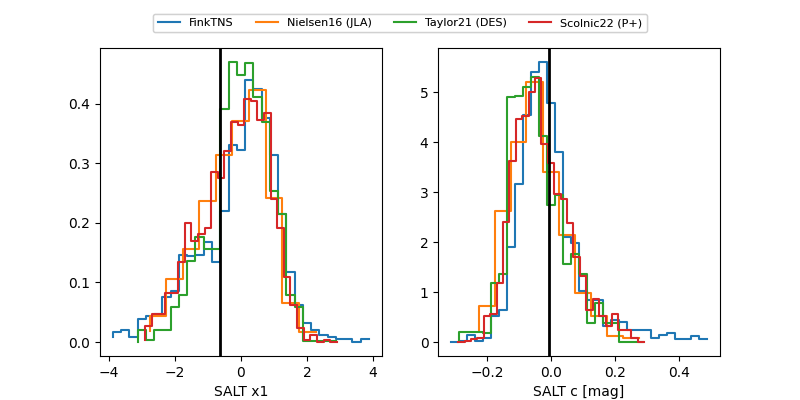 FinkTNS Nielsen16 (JLA) Taylor21 (DES) Scolnic22 (P+)
0.4
0.3
0.2
0.1
0.0
−4 −2 0 2 4
SALT x1
5
4
3
2
1
0
−0.2 0.0 0.2 0.4
SALT c [mag]